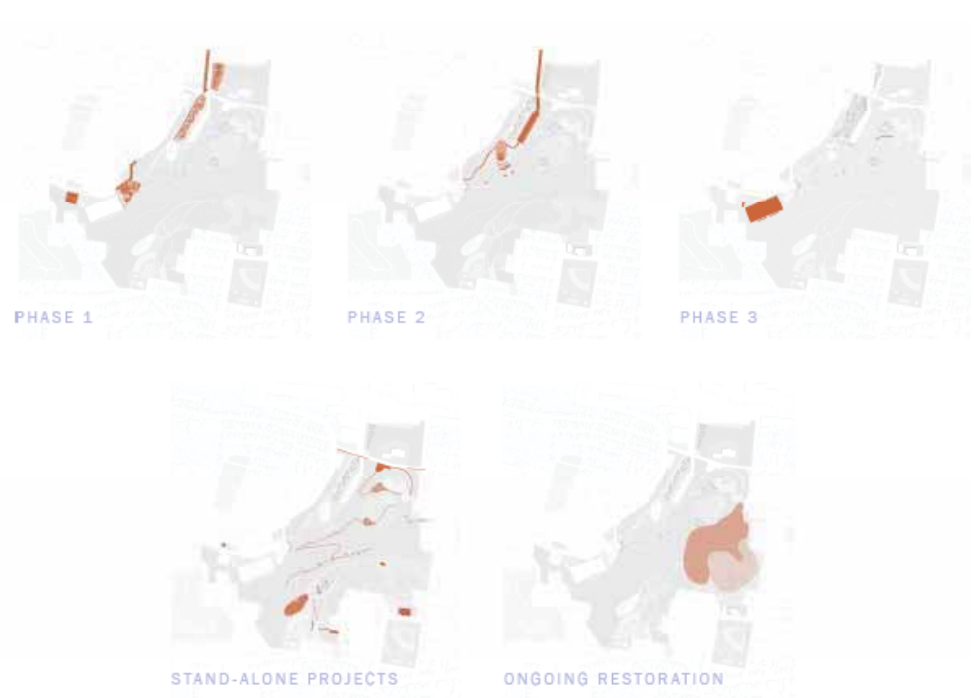 PHASE 1
PHASE 2
PHASE 3
STAND-ALONE PROJECTS
ONGOING RESTORATION